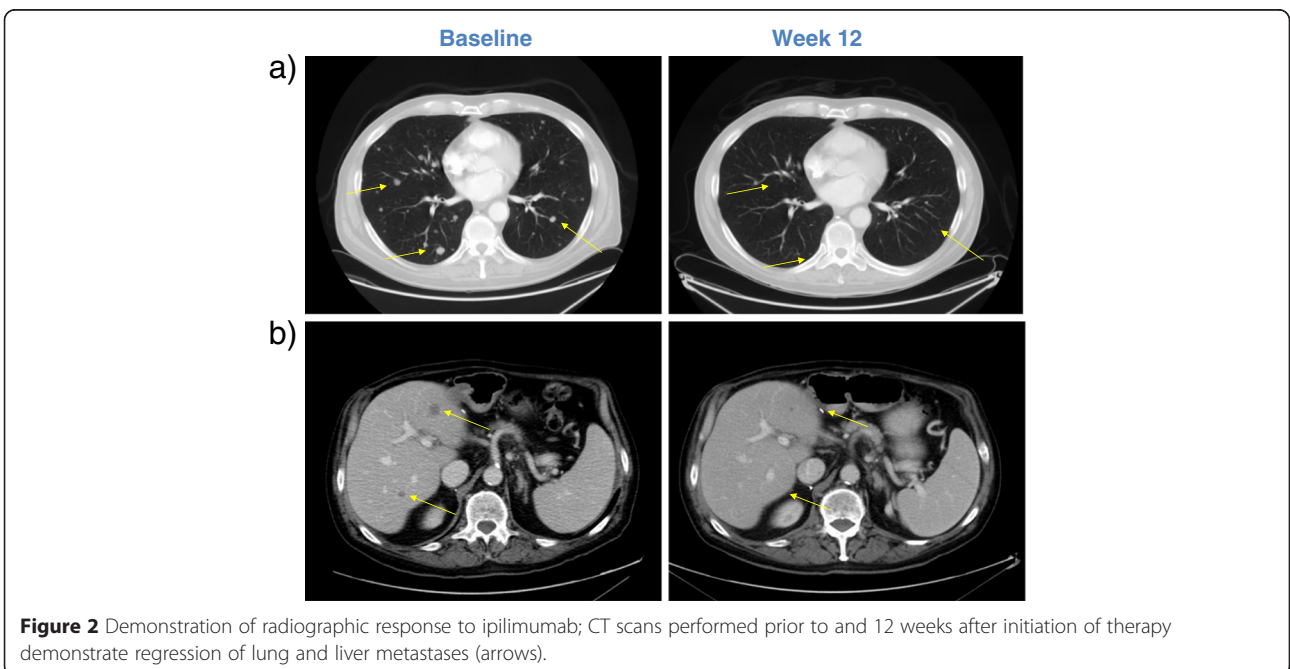 Baseline Week 12
a)
b)
Figure 2 Demonstration of radiographic response to ipilimumab; CT scans performed prior to and 12 weeks after initiation of therapy
demonstrate regression of lung and liver metastases (arrows).